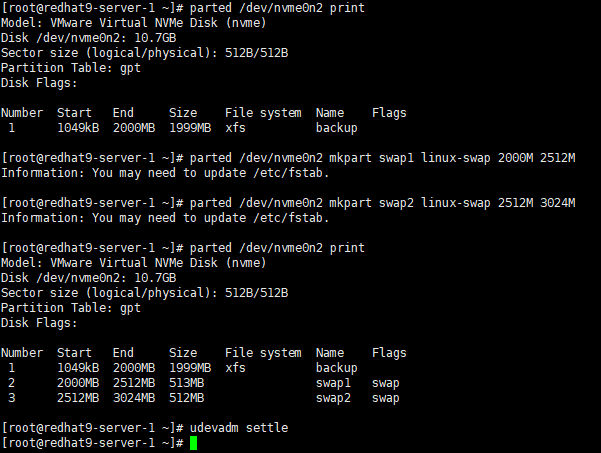 [root@redhat9-server-1 ~]# parted /dev/nvme0n2 print
Model: VMware Virtual NVMe Disk (nvme)
Disk /dev/nvme0n2: 10.7GB
Sector size (logical/physical): 512B/512B
Partition Table: gpt
Disk Flags:

Number  Start   End     Size    File system  Name    Flags
 1      1049kB  2000MB  1999MB  xfs          backup

[root@redhat9-server-1 ~]# parted /dev/nvme0n2 mkpart swap1 linux-swap 2000M 2512M
Information: You may need to update /etc/fstab.

[root@redhat9-server-1 ~]# parted /dev/nvme0n2 mkpart swap2 linux-swap 2512M 3024M
Information: You may need to update /etc/fstab.

[root@redhat9-server-1 ~]# parted /dev/nvme0n2 print
Model: VMware Virtual NVMe Disk (nvme)
Disk /dev/nvme0n2: 10.7GB
Sector size (logical/physical): 512B/512B
Partition Table: gpt
Disk Flags:

Number  Start   End     Size    File system  Name    Flags
 1      1049kB  2000MB  1999MB  xfs          backup
 2      2000MB  2512MB  513MB                swap1   swap
 3      2512MB  3024MB  512MB                swap2   swap

[root@redhat9-server-1 ~]# udevadm settle
[root@redhat9-server-1 ~]#